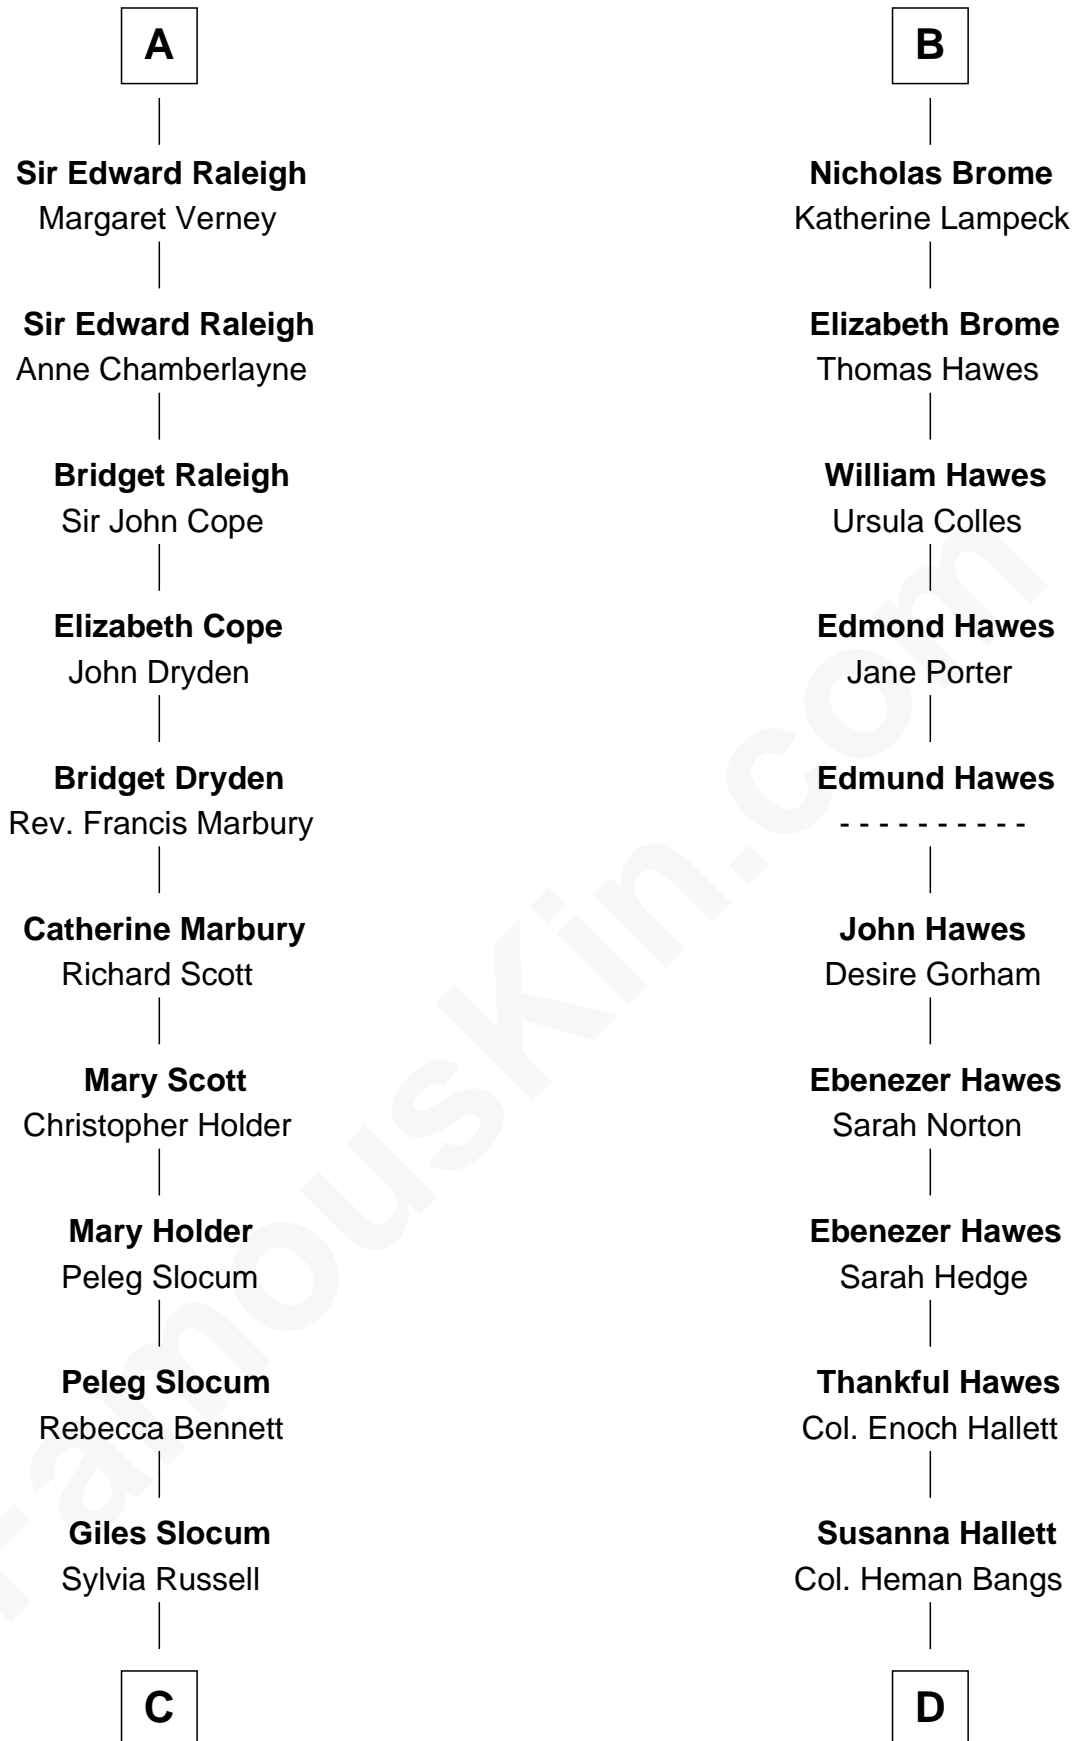 A
Sir Edward Raleigh
Margaret Verney
Sir Edward Raleigh
Anne Chamberlayne
Bridget Raleigh
Sir John Cope
Elizabeth Cope
John Dryden
Bridget Dryden
Rev. Francis Marbury
Catherine Marbury
Richard Scott
Mary Scott
Christopher Holder
Mary Holder
Peleg Slocum
Peleg Slocum
Rebecca Bennett
Giles Slocum
Sylvia Russell
C
B
Nicholas Brome
Katherine Lampeck
Elizabeth Brome
Thomas Hawes
William Hawes
Ursula Colles
Edmond Hawes
Jane Porter
Edmund Hawes
- - - - - - - - - -
John Hawes
Desire Gorham
Ebenezer Hawes
Sarah Norton
Ebenezer Hawes
Sarah Hedge
Thankful Hawes
Col. Enoch Hallett
Susanna Hallett
Col. Heman Bangs
D
FamousKin.com